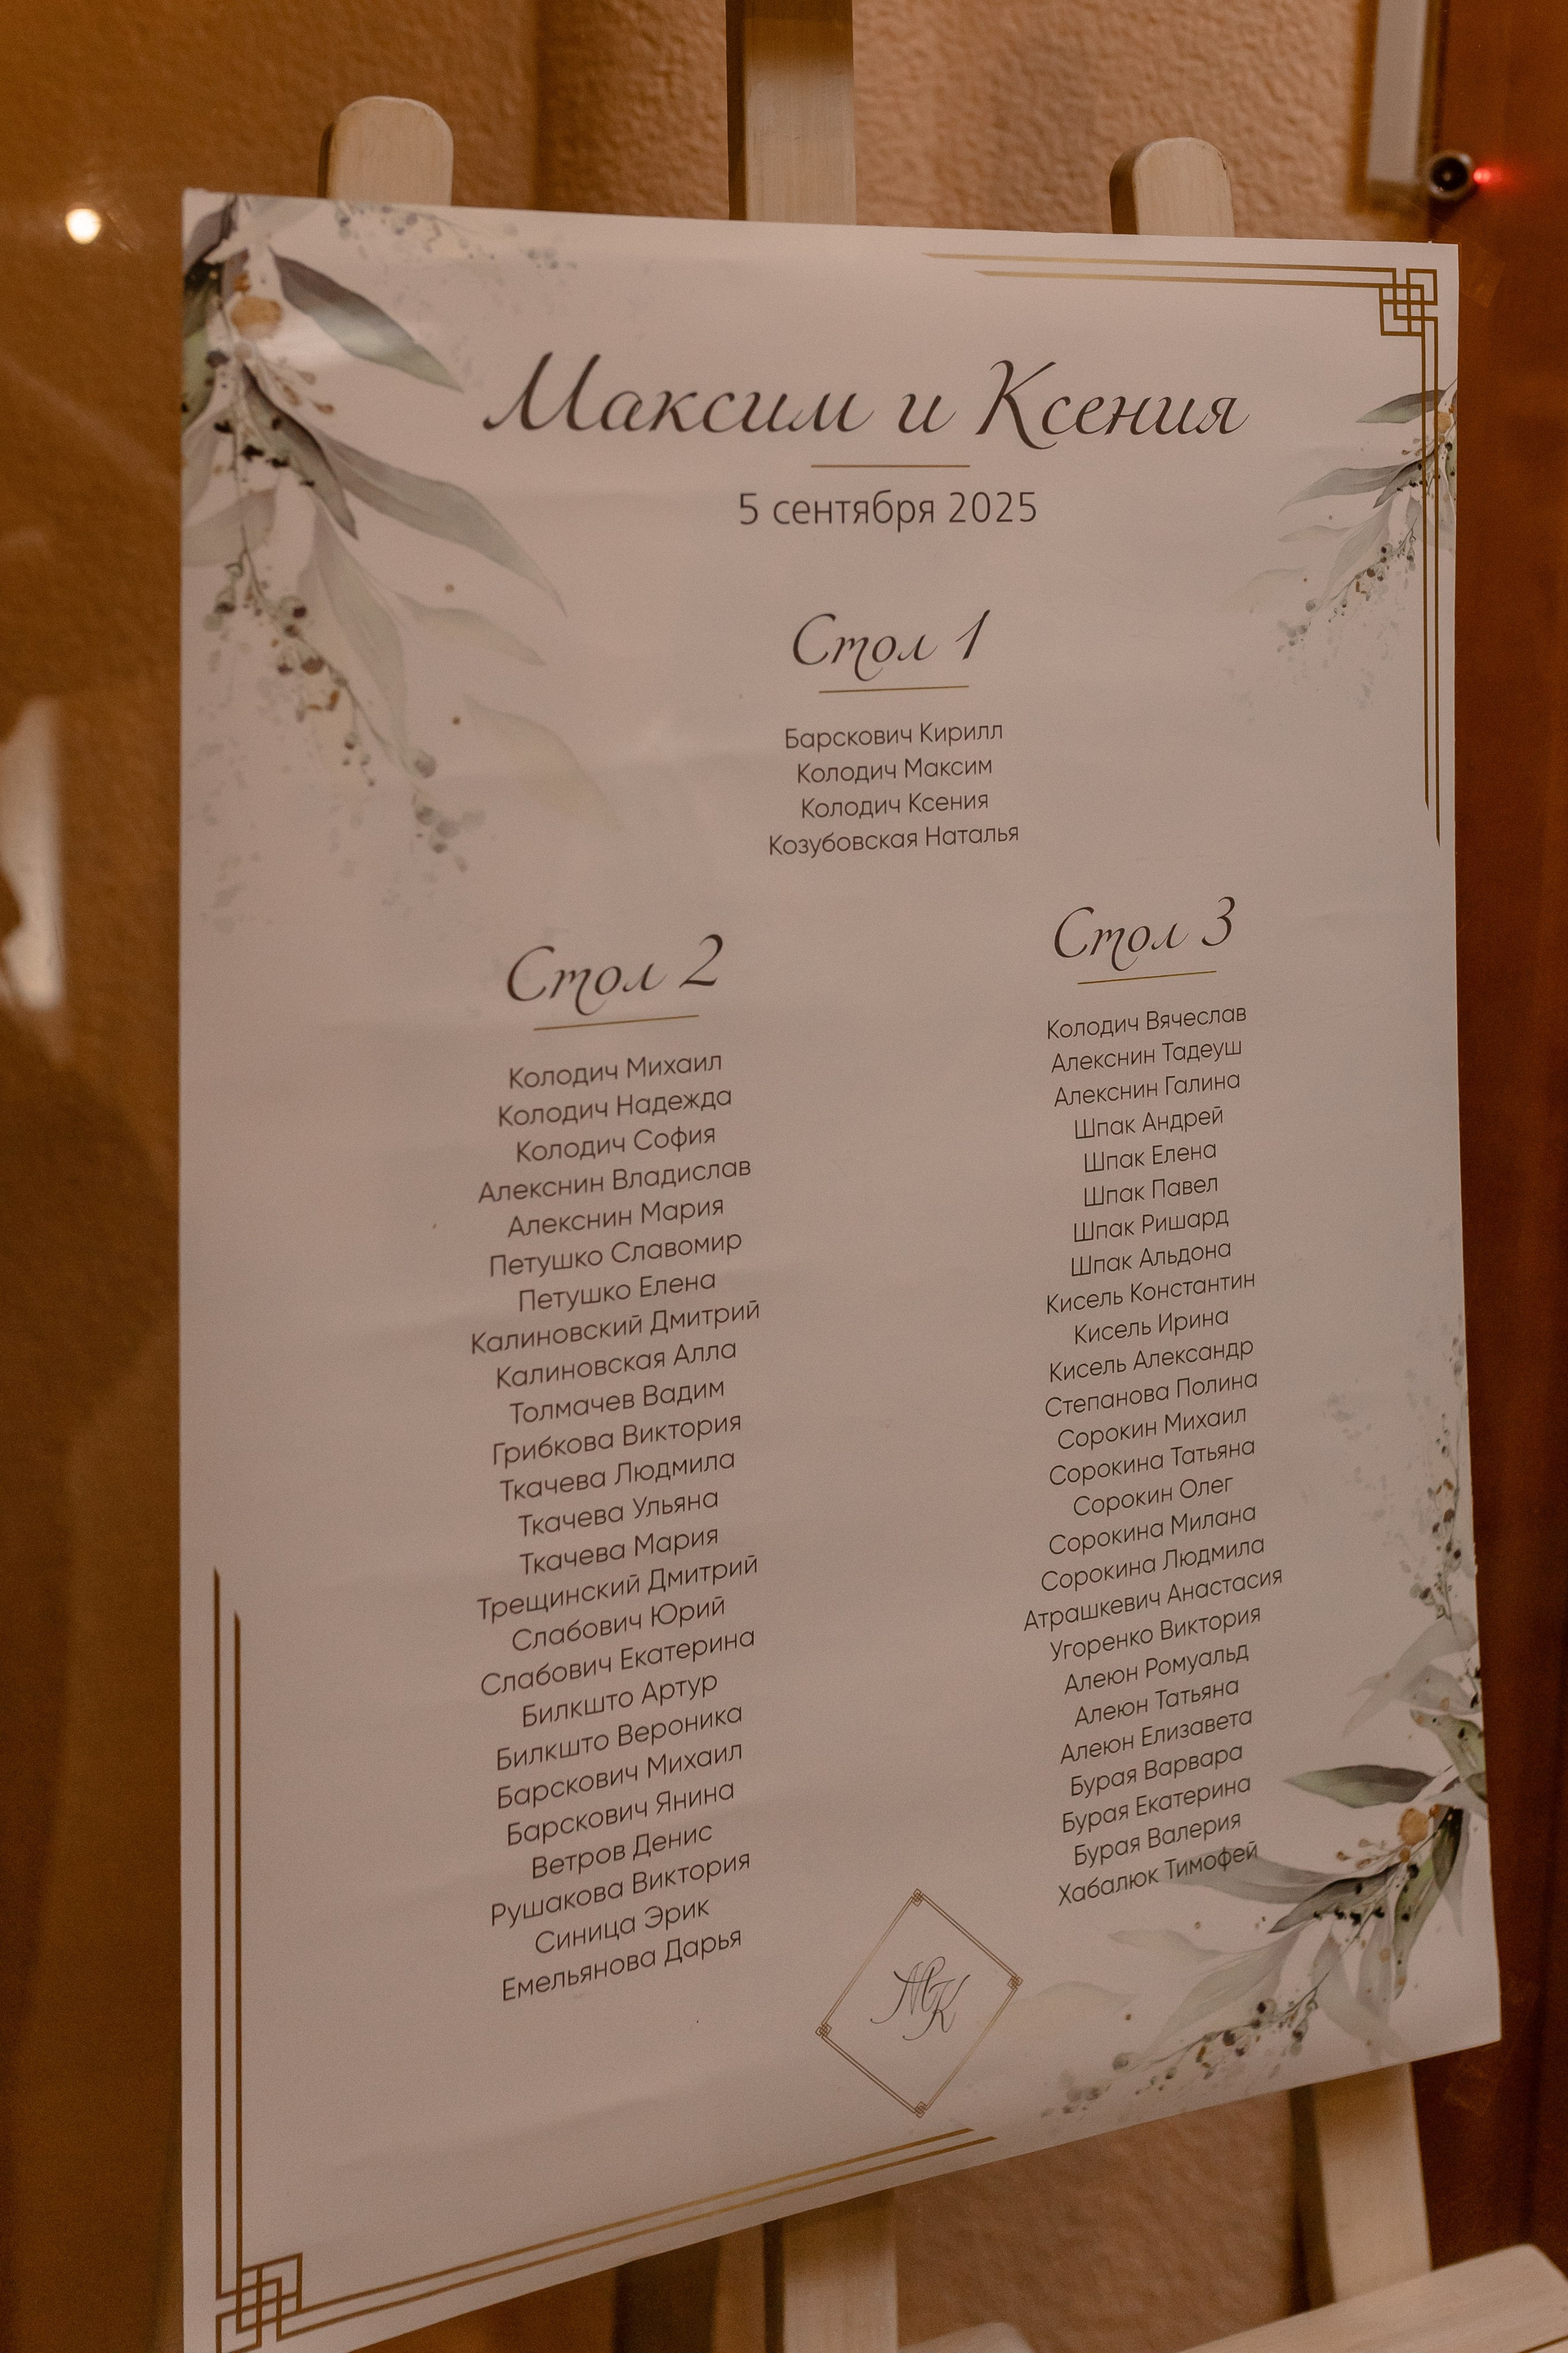 Максим и Ксения
5 сентября 2025
Стол 1
Барскович Кирилл
Колодич Максим
Колодич Ксения
Козубовская Наталья
Стол 2
Колодич Михаил
Колодич Надежда
Колодич София
Алекснин Владислав
Алекснин Мария
Петушко Славомир
Петушко Елена
Калиновский Дмитрий
Калиновская Алла
Толмачев Вадим
Грибкова Виктория
Ткачева Людмила
Ткачева Ульяна
Ткачева Мария
Трещинский Дмитрий
Слабович Юрий
Слабович Екатерина
Билкшто Артур
Билкшто Вероника
Барскович Михаил
Барскович Янина
Ветров Денис
Рушакова Виктория
Синица Эрик
Емельянова Дарья
Стол 3
Колодич Вячеслав
Алекснин Тадеуш
Алекснин Галина
Шпак Андрей
Шпак Елена
Шпак Павел
Шпак Ришард
Шпак Альдона
Кисель Константин
Кисель Ирина
Кисель Александр
Степанова Полина
Сорокин Михаил
Сорокина Татьяна
Сорокин Олег
Сорокина Милана
Сорокина Людмила
Атрашкевич Анастасия
Угоренко Виктория
Алеюн Ромуальд
Алеюн Татьяна
Алеюн Елизавета
Бурая Варвара
Бурая Екатерина
Бурая Валерия
Хабалюк Тимофей
МК